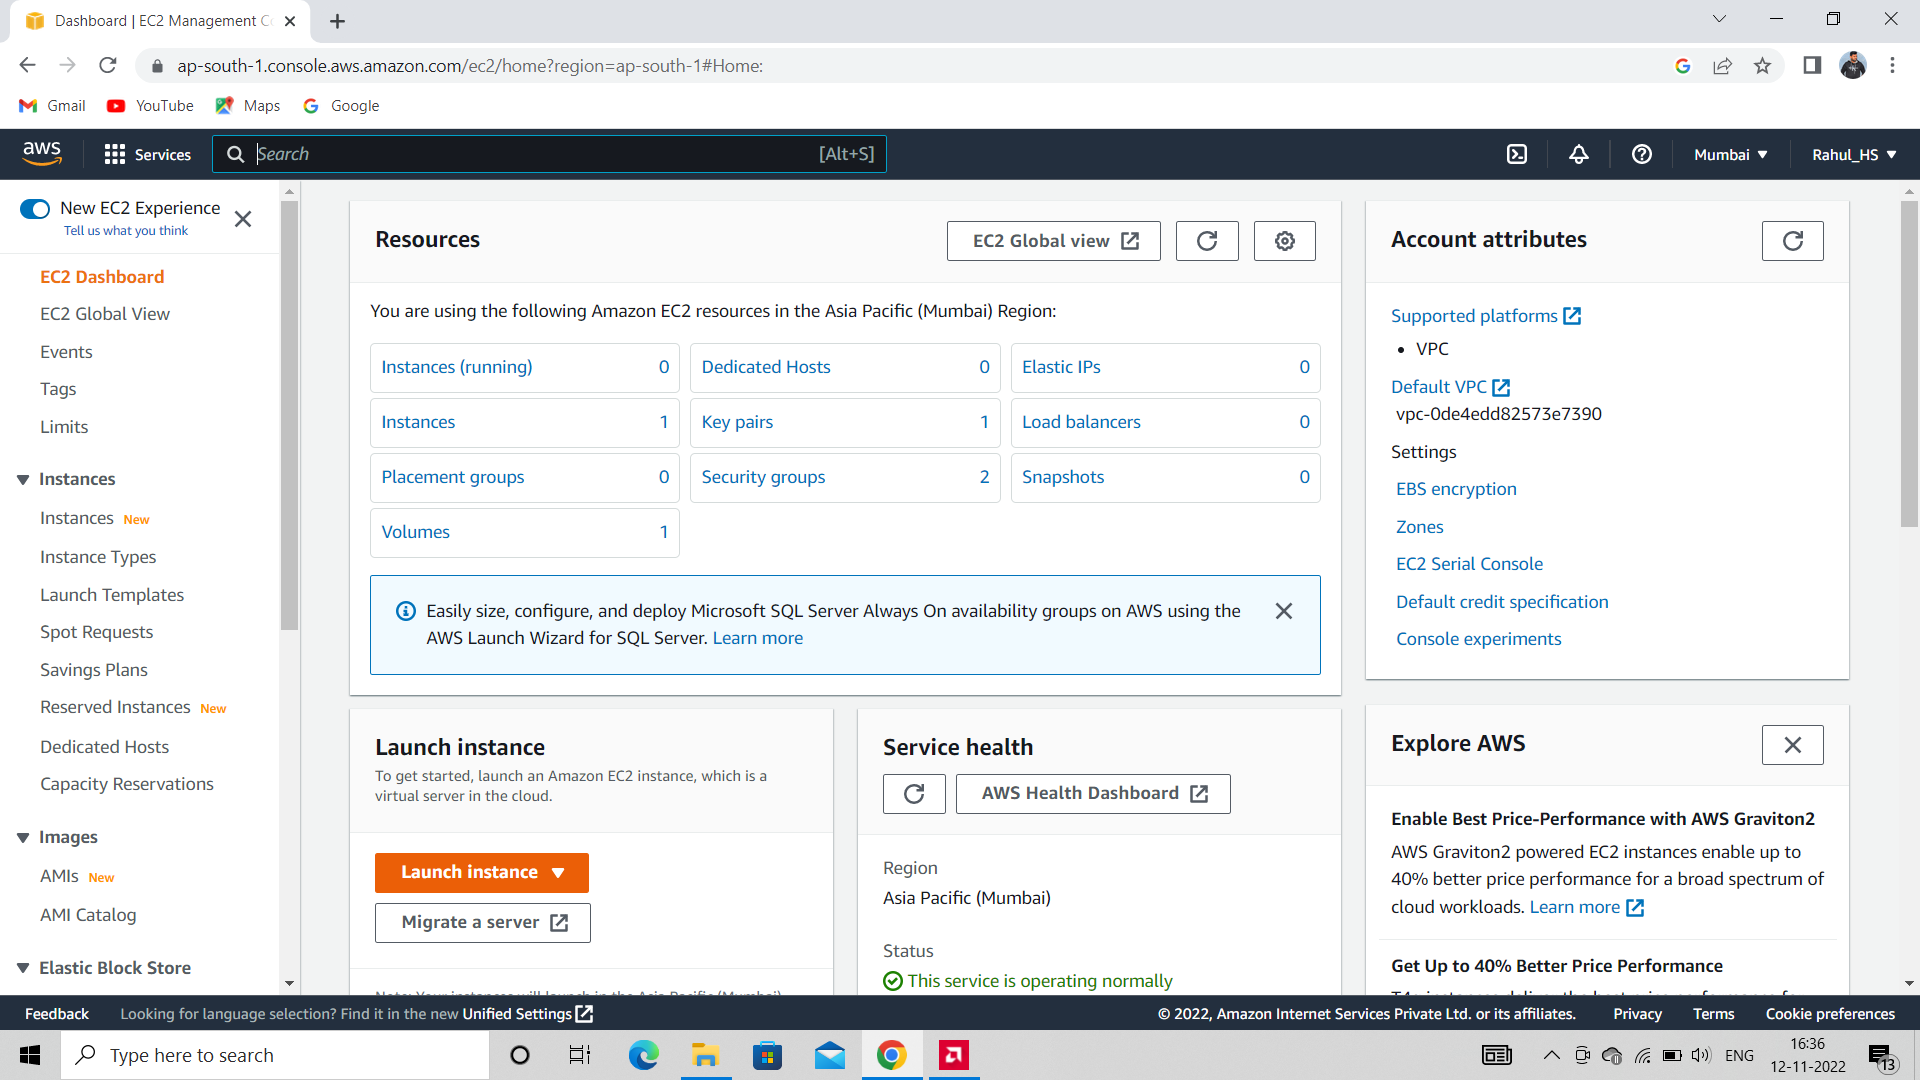 Dashboard | EC2 Management Co
ap-south-1.console.aws.amazon.com/ec2/home?region=ap-south-1#Home:
Gmail YouTube Maps Google
aws Services Search [Alt+S] Mumbai Rahul_HS
New EC2 Experience
Tell us what you think
EC2 Dashboard
EC2 Global View
Events
Tags
Limits
Instances
Instances New
Instance Types
Launch Templates
Spot Requests
Savings Plans
Reserved Instances New
Dedicated Hosts
Capacity Reservations
Images
AMIs New
AMI Catalog
Elastic Block Store
Resources
EC2 Global view
You are using the following Amazon EC2 resources in the Asia Pacific (Mumbai) Region:
Instances (running) 0 Dedicated Hosts 0 Elastic IPs 0
Instances 1 Key pairs 1 Load balancers 0
Placement groups 0 Security groups 2 Snapshots 0
Volumes 1
Easily size, configure, and deploy Microsoft SQL Server Always On availability groups on AWS using the
AWS Launch Wizard for SQL Server. Learn more
Launch instance
To get started, launch an Amazon EC2 instance, which is a
virtual server in the cloud.
Launch instance
Migrate a server
Note: Your instances will launch in the Asia Pacific (Mumbai)
Service health
AWS Health Dashboard
Region
Asia Pacific (Mumbai)
Status
This service is operating normally
Account attributes
Supported platforms
• VPC
Default VPC
vpc-0de4edd82573e7390
Settings
EBS encryption
Zones
EC2 Serial Console
Default credit specification
Console experiments
Explore AWS
Enable Best Price-Performance with AWS Graviton2
AWS Graviton2 powered EC2 instances enable up to
40% better price performance for a broad spectrum of
cloud workloads. Learn more
Get Up to 40% Better Price Performance
Feedback Looking for language selection? Find it in the new Unified Settings © 2022, Amazon Internet Services Private Ltd. or its affiliates. Privacy Terms Cookie preferences
Type here to search
ENG
16:36
12-11-2022
13